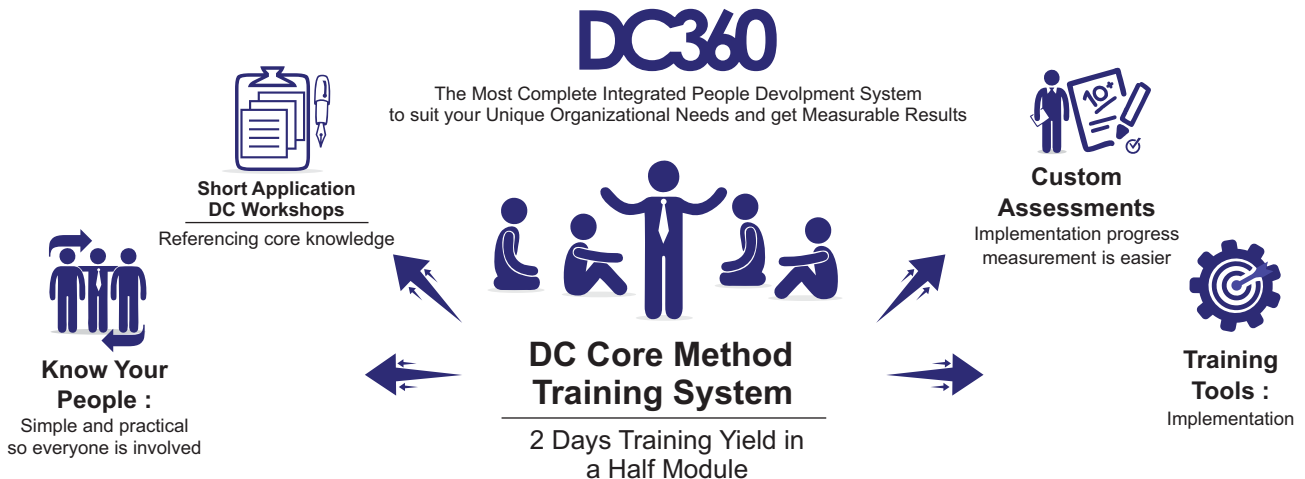 DC360
The Most Complete Integrated People Devolpment System
to suit your Unique Organizational Needs and get Measurable Results
Short Application
DC Workshops
Referencing core knowledge
10+
Custom
Assessments
Implementation progress
measurement is easier
Know Your
People :
Simple and practical
so everyone is involved
DC Core Method
Training System
2 Days Training Yield in
a Half Module
Training
Tools :
Implementation